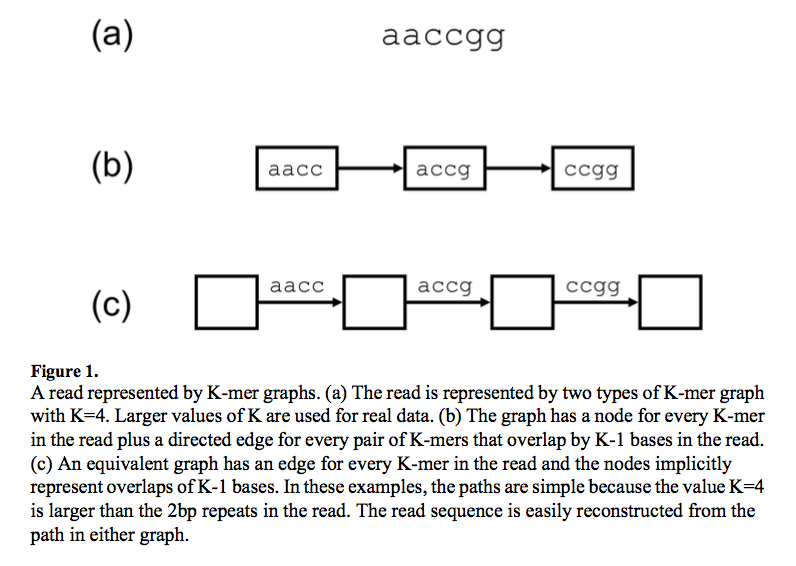 (a) aaccgg
(b) aacc accg ccgg
(c) aacc accg ccgg
Figure 1.
A read represented by K-mer graphs. (a) The read is represented by two types of K-mer graph
with K=4. Larger values of K are used for real data. (b) The graph has a node for every K-mer
in the read plus a directed edge for every pair of K-mers that overlap by K-1 bases in the read.
(c) An equivalent graph has an edge for every K-mer in the read and the nodes implicitly
represent overlaps of K-1 bases. In these examples, the paths are simple because the value K=4
is larger than the 2bp repeats in the read. The read sequence is easily reconstructed from the
path in either graph.